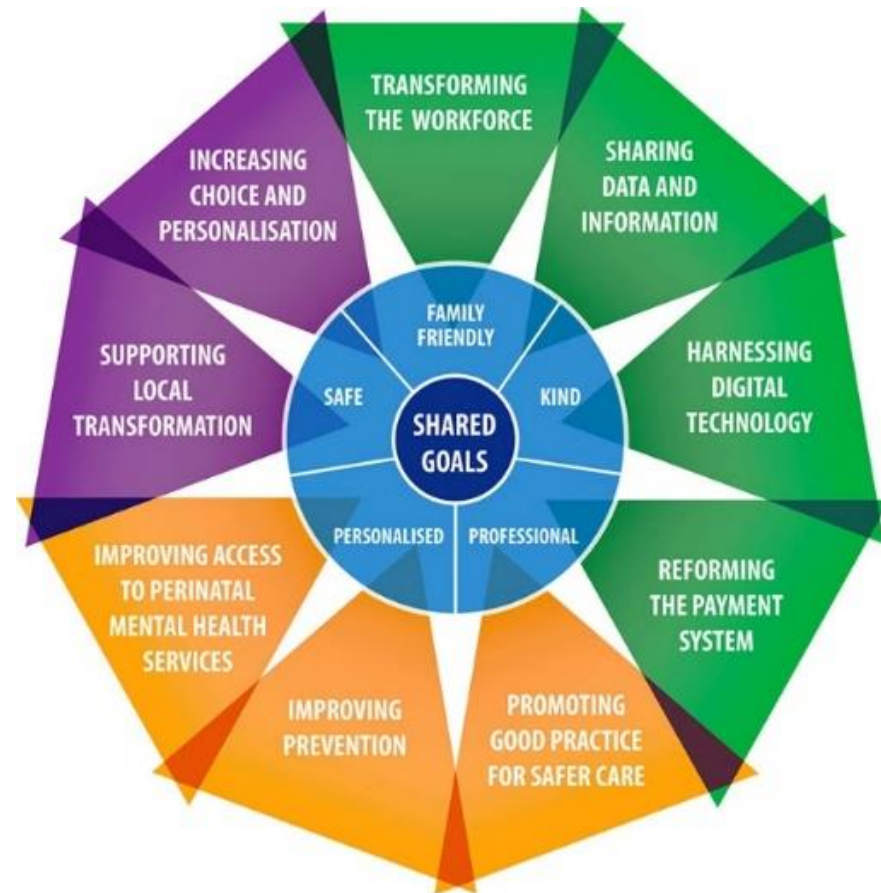 TRANSFORMING
THE WORKFORCE
SHARING
DATA AND
INFORMATION
HARNESSING
DIGITAL
TECHNOLOGY
REFORMING
THE PAYMENT
SYSTEM
PROMOTING
GOOD PRACTICE
FOR SAFER CARE
IMPROVING
PREVENTION
IMPROVING ACCESS
TO PERINATAL
MENTAL HEALTH
SERVICES
SUPPORTING
LOCAL
TRANSFORMATION
INCREASING
CHOICE AND
PERSONALISATION
FAMILY
FRIENDLY
KIND
PROFESSIONAL
PERSONALISED
SAFE
SHARED
GOALS